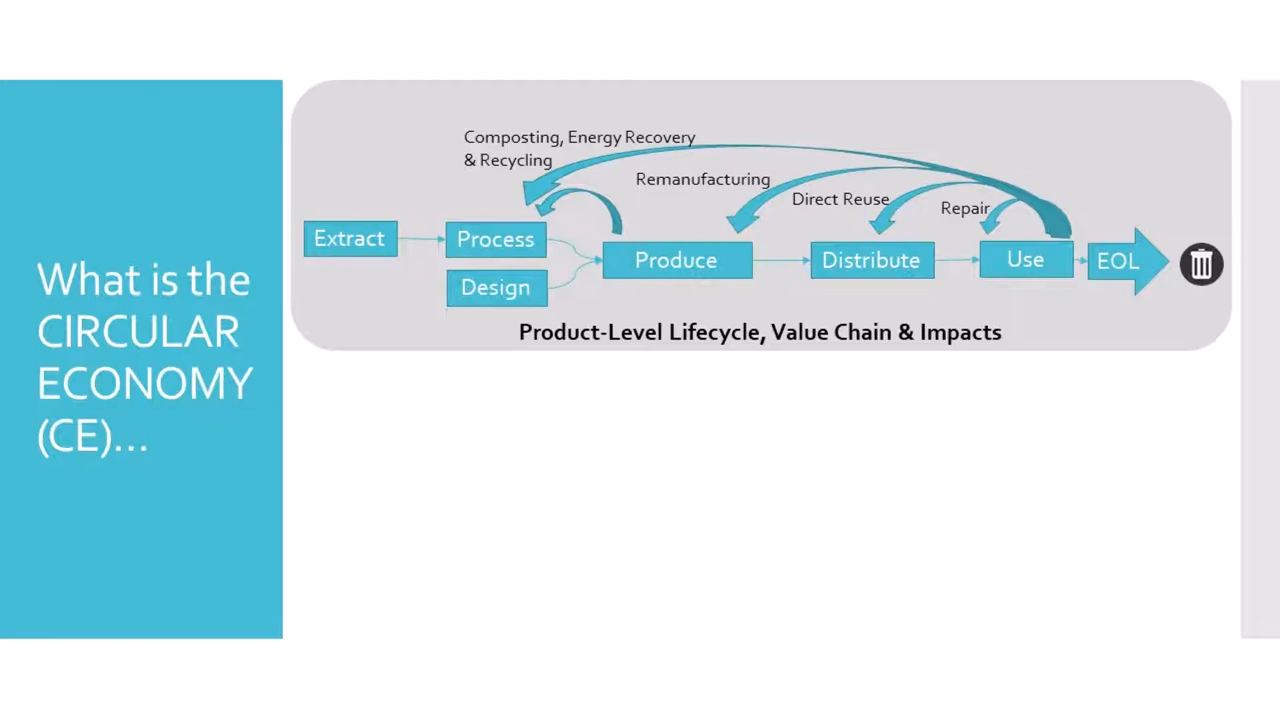 What is the
CIRCULAR
ECONOMY
(CE)...
Composting, Energy Recovery
& Recycling
Remanufacturing
Direct Reuse
Repair
Extract
Process
Design
Produce
Distribute
Use
EOL
Product-Level Lifecycle, Value Chain & Impacts